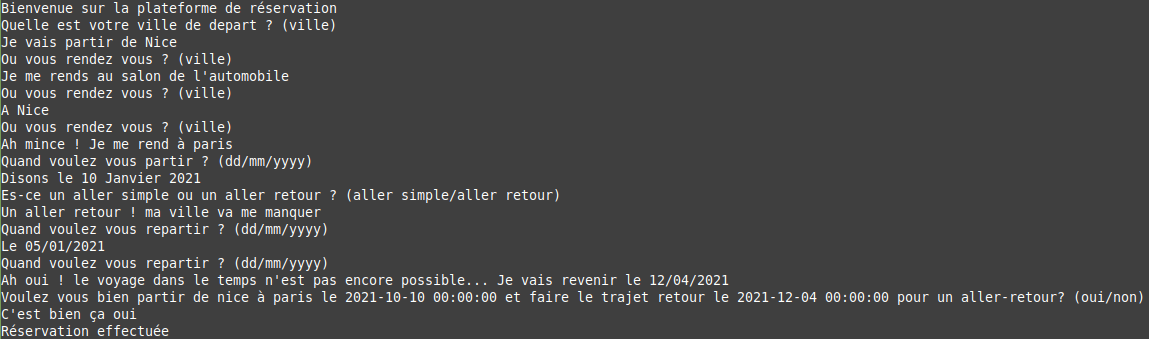 Bienvenue sur la plateforme de réservation
Quelle est votre ville de depart ? (ville)
Je vais partir de Nice
Ou vous rendez vous ? (ville)
Je me rends au salon de l'automobile
Ou vous rendez vous ? (ville)
A Nice
Ou vous rendez vous ? (ville)
Ah mince ! Je me rend à paris
Quand voulez vous partir ? (dd/mm/yyyy)
Disons le 10 Janvier 2021
Es-ce un aller simple ou un aller retour ? (aller simple/aller retour)
Un aller retour ! ma ville va me manquer
Quand voulez vous repartir ? (dd/mm/yyyy)
Le 05/01/2021
Quand voulez vous repartir ? (dd/mm/yyyy)
Ah oui ! le voyage dans le temps n'est pas encore possible... Je vais revenir le 12/04/2021
Voulez vous bien partir de nice à paris le 2021-10-10 00:00:00 et faire le trajet retour le 2021-12-04 00:00:00 pour un aller-retour? (oui/non)
C'est bien ça oui
Réservation effectuée